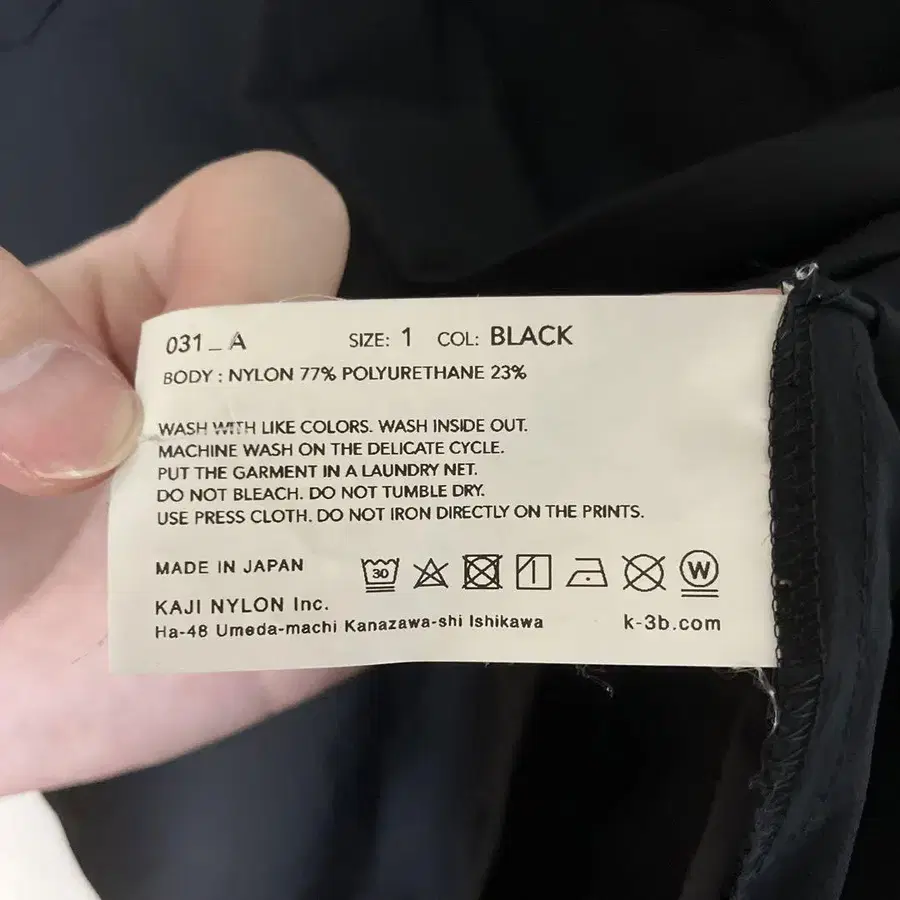 031_A SIZE: 1 COL: BLACK
BODY : NYLON 77% POLYURETHANE 23%
WASH WITH LIKE COLORS. WASH INSIDE OUT.
MACHINE WASH ON THE DELICATE CYCLE.
PUT THE GARMENT IN A LAUNDRY NET.
DO NOT BLEACH. DO NOT TUMBLE DRY.
USE PRESS CLOTH. DO NOT IRON DIRECTLY ON THE PRINTS.
MADE IN JAPAN 30 W
KAJI NYLON Inc.
Ha-48 Umeda-machi Kanazawa-shi Ishikawa k-3b.com